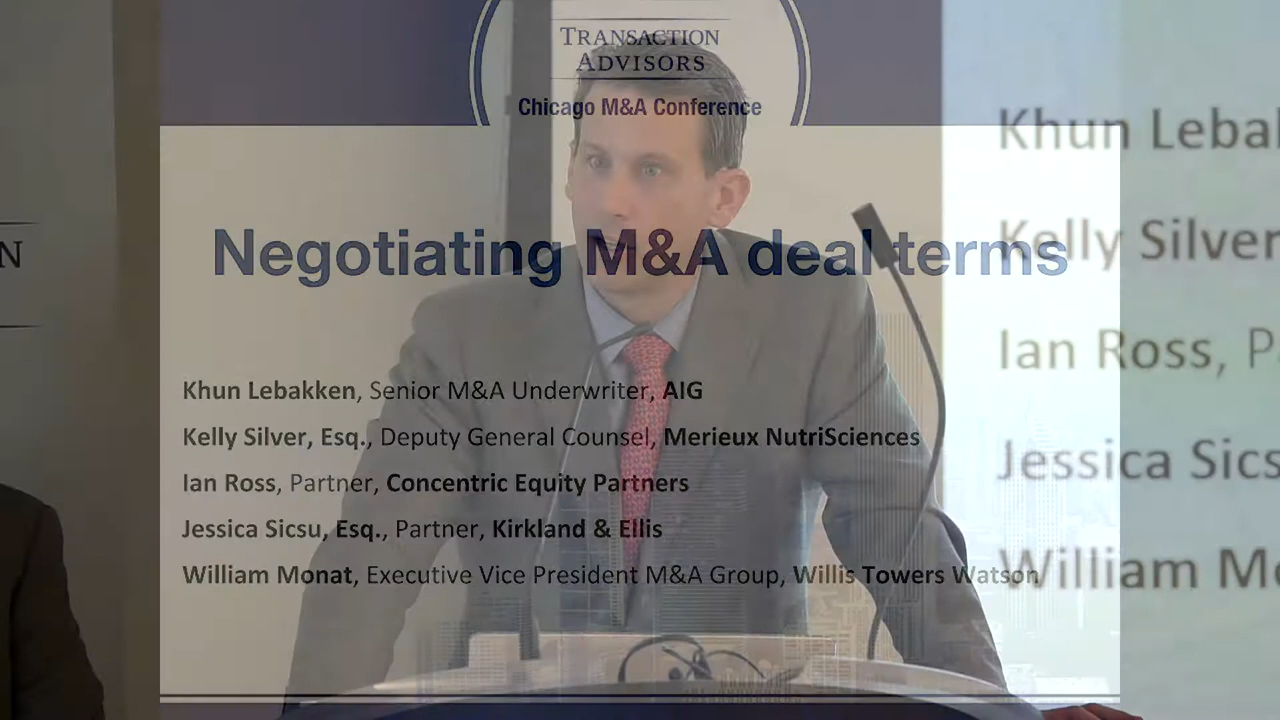 TRANSACTION
ADVISORS
Chicago M&A Conference
Negotiating M&A deal terms
Khun Lebakken, Senior M&A Underwriter, AIG
Kelly Silver, Esq., Deputy General Counsel, Merieux NutriSciences
Ian Ross, Partner, Concentric Equity Partners
Jessica Sicsu, Esq., Partner, Kirkland & Ellis
William Monat, Executive Vice President M&A Group, Willis Towers Watson
N
Khun Lebak
Kelly Silver
Ian Ross, P
Jessica Sics
William Mo